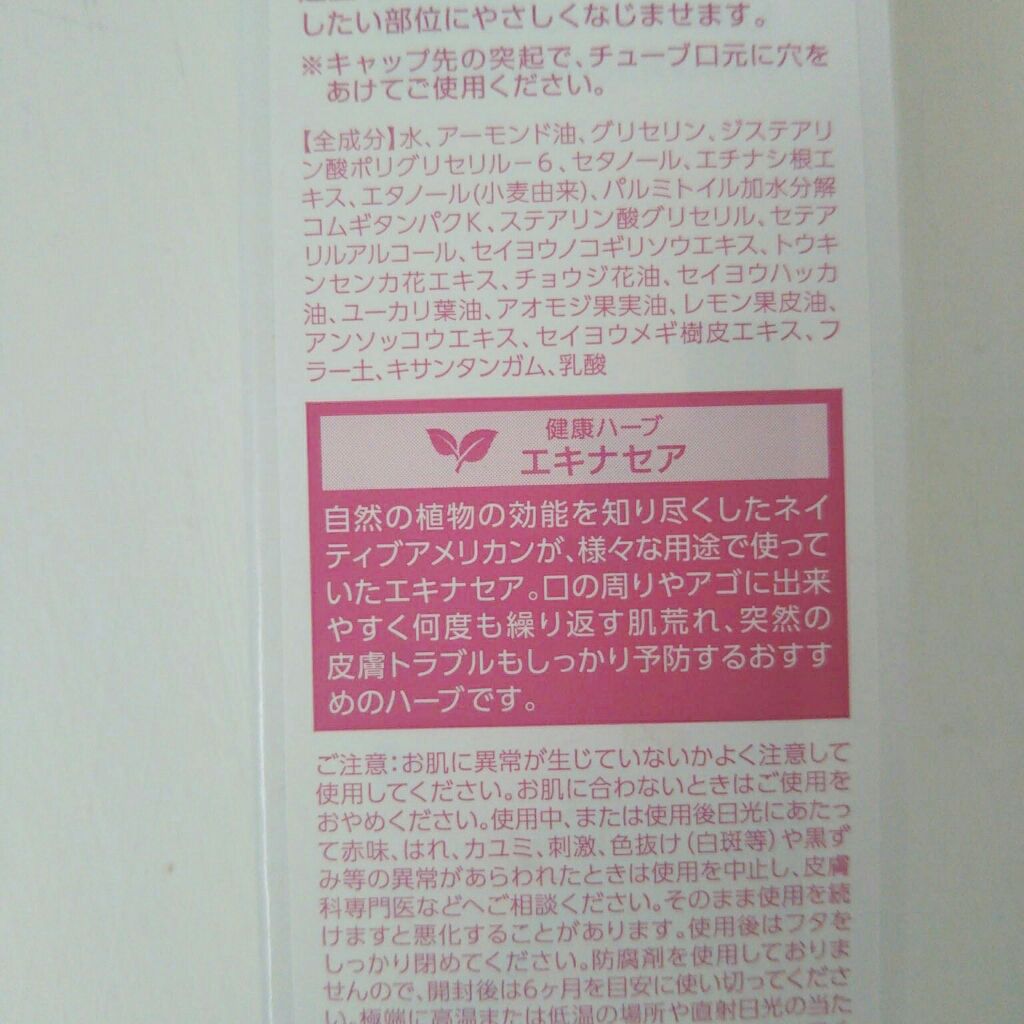 したい部位にやさしくなじませます。
※キャップ先の突起で、チューブ口元に穴を
あけてご使用ください。
【全成分】水、アーモンド油、グリセリン、ジステアリ
ン酸ポリグリセリル－6、セタノール、エチナシ根エ
キス、エタノール(小麦由来)、パルミトイル加水分解
コムギタンパクK、ステアリン酸グリセリル、セテア
リルアルコール、セイヨウノコギリソウエキス、トウキ
ンセンカ花エキス、チョウジ花油、セイヨウハッカ
油、ユーカリ葉油、アオモジ果実油、レモン果皮油、
アンソッコウエキス、セイヨウメギ樹皮エキス、フ
ラー土、キサンタンガム、乳酸
健康ハーブ
エキナセア
自然の植物の効能を知り尽くしたネイ
ティブアメリカンが、様々な用途で使って
いたエキナセア。口の周りやアゴに出来
やすく何度も繰り返す肌荒れ、突然の
皮膚トラブルもしっかり予防するおすす
めのハーブです。
ご注意：お肌に異常が生じていないかよく注意して
使用してください。お肌に合わないときはご使用を
おやめください。使用中、または使用後日光にあたっ
て赤味、はれ、カユミ、刺激、色抜け（白斑等）や黒ず
み等の異常があらわれたときは使用を中止し、皮膚
科専門医などへご相談ください。そのまま使用を続
けますと悪化することがあります。使用後はフタを
しっかり閉めてください。防腐剤を使用しておりま
せんので、開封後は6ヶ月を目安に使い切ってくださ
い。極端に高温または低温の場所や直射日光の当た